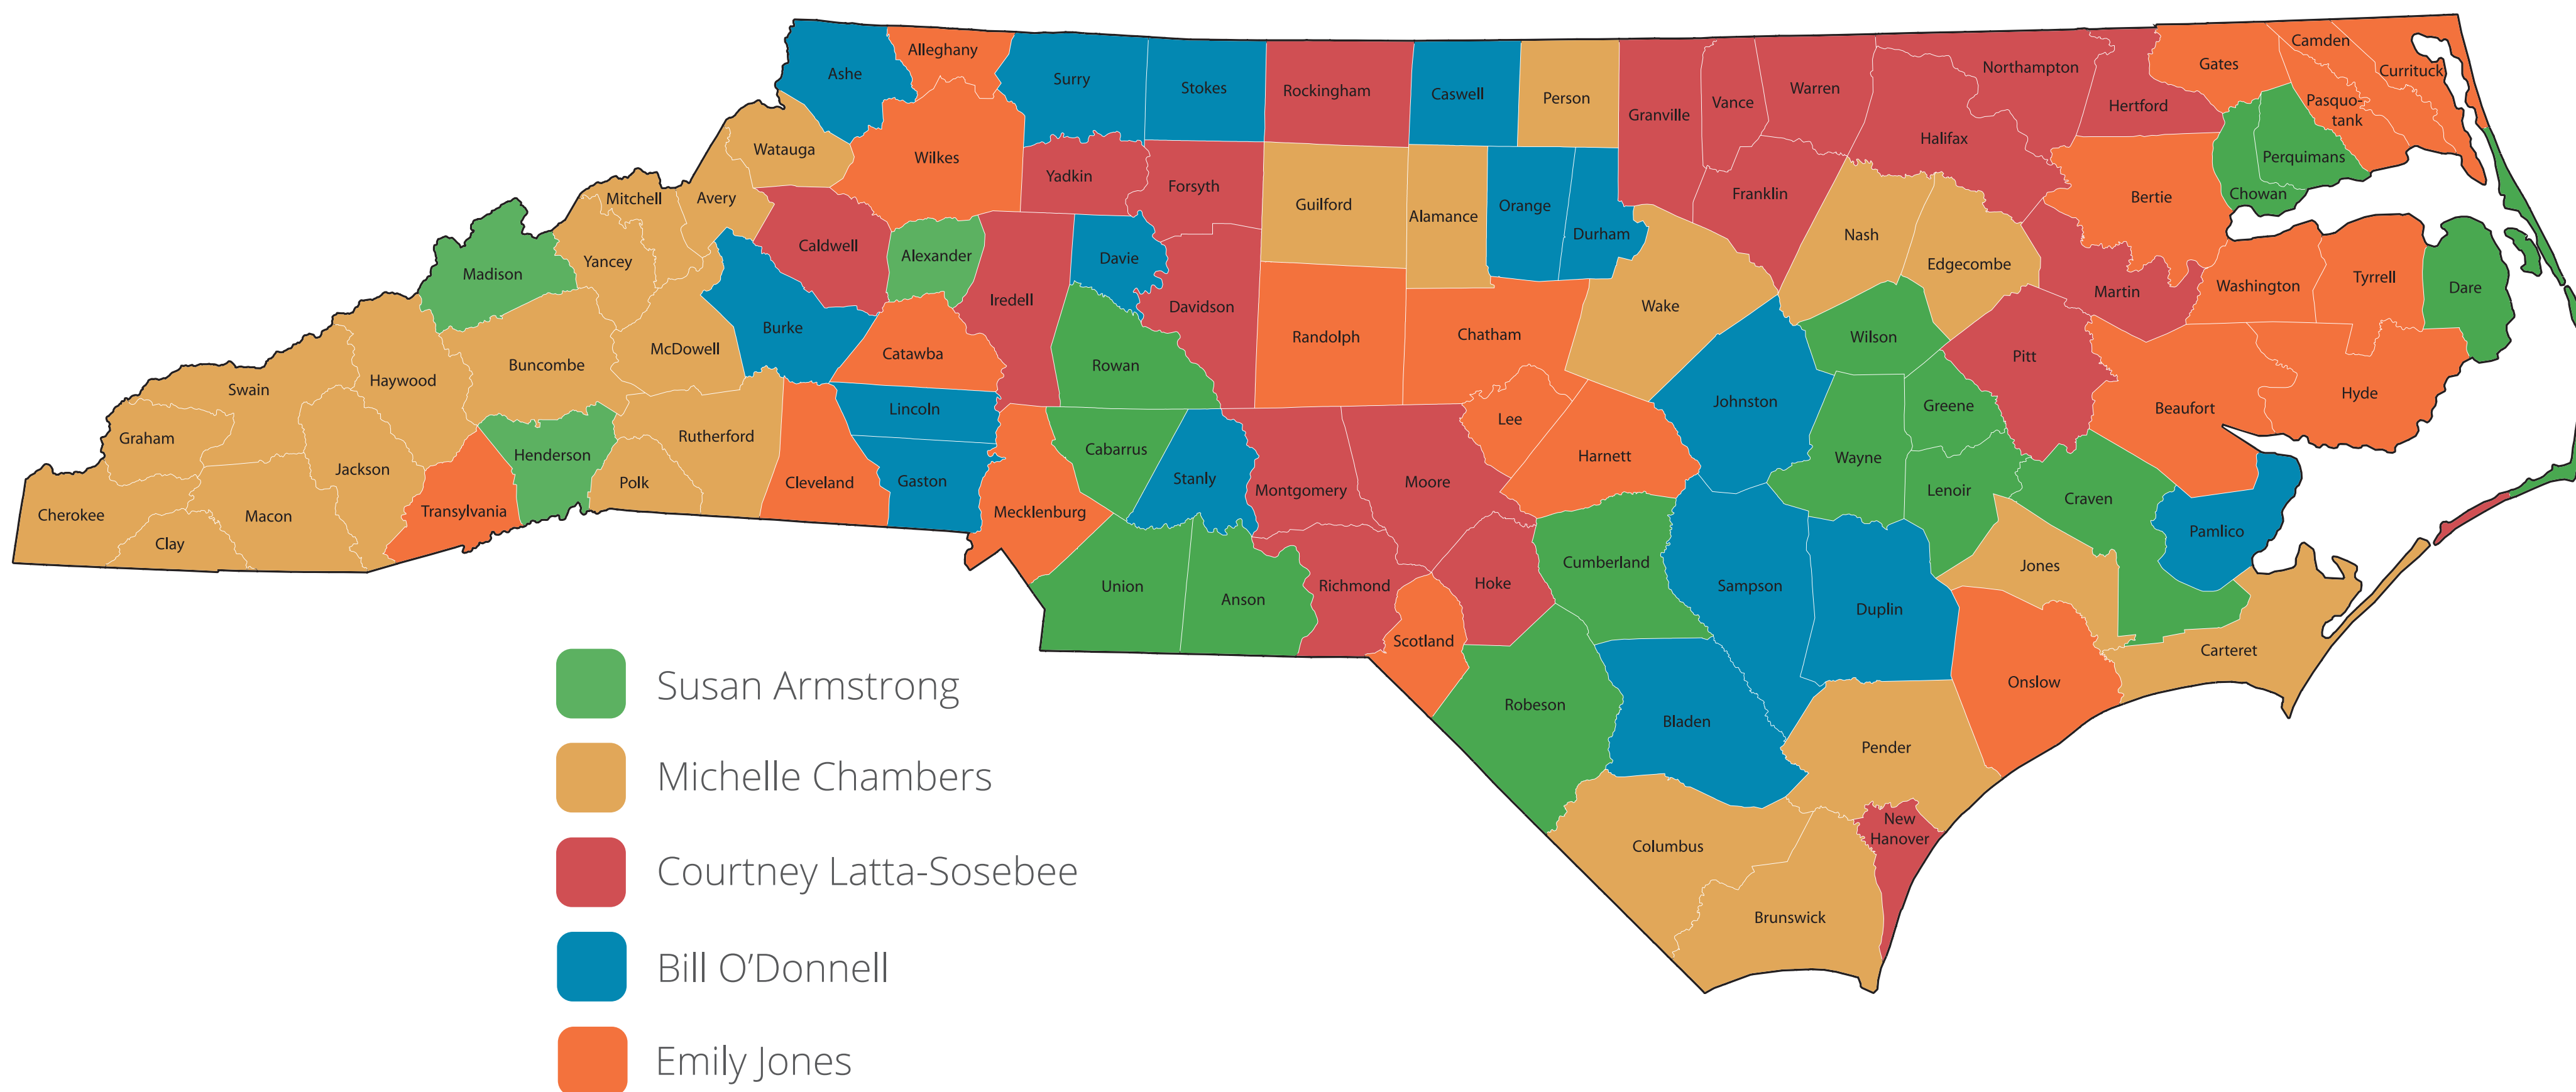 Ashe
Alleghany
Surry
Stokes
Rockingham
Caswell
Person
Granville
Vance
Warren
Northampton
Halifax
Hertford
Gates
Camden
Currituck
Pasquo-
tank
Perquimans
Chowan
Bertie
Watauga
Wilkes
Yadkin
Forsyth
Guilford
Alamance
Orange
Durham
Franklin
Nash
Edgecombe
Martin
Washington
Tyrrell
Dare
Mitchell
Avery
Caldwell
Alexander
Iredell
Davie
Davidson
Randolph
Chatham
Wake
Wilson
Pitt
Beaufort
Hyde
Madison
Yancey
Burke
McDowell
Buncombe
Catawba
Rowan
Lee
Harnett
Johnston
Greene
Wayne
Lenoir
Craven
Pamlico
Swain
Haywood
Graham
Jackson
Cherokee
Clay
Macon
Transylvania
Henderson
Polk
Rutherford
Cleveland
Lincoln
Gaston
Mecklenburg
Cabarrus
Stanly
Montgomery
Moore
Union
Anson
Richmond
Hoke
Scotland
Cumberland
Sampson
Duplin
Jones
Onslow
Carteret
Robeson
Bladen
Pender
New
Hanover
Columbus
Brunswick
Susan Armstrong
Michelle Chambers
Courtney Latta-Sosebee
Bill O’Donnell
Emily Jones